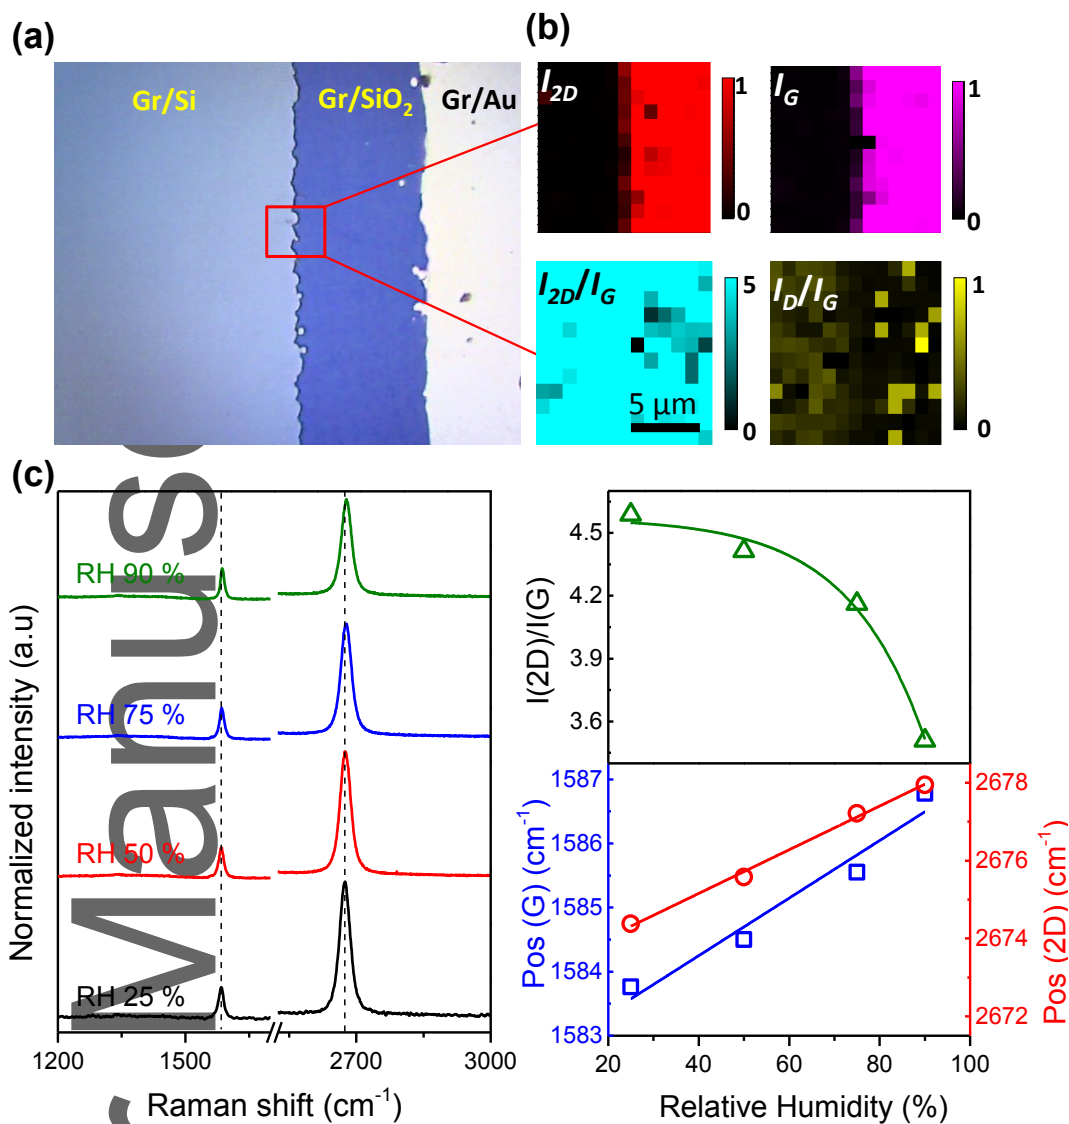 (a)
Gr/Si
Gr/SiO2
Gr/Au
(b)
I2D
1
0
IG
1
0
I2D/IG
5
0
5 µm
ID/IG
1
0
(c)
Manusc
Normalized intensity (a.u)
RH 90 %
RH 75 %
RH 50 %
RH 25 %
1200
1500
2700
3000
Raman shift (cm-1)
I(2D)/I(G)
4.5
4.2
3.9
3.6
Pos (G) (cm-1)
1587
1586
1585
1584
1583
2678
2676
2674
2672
Pos (2D) (cm-1)
20
40
60
80
100
Relative Humidity (%)